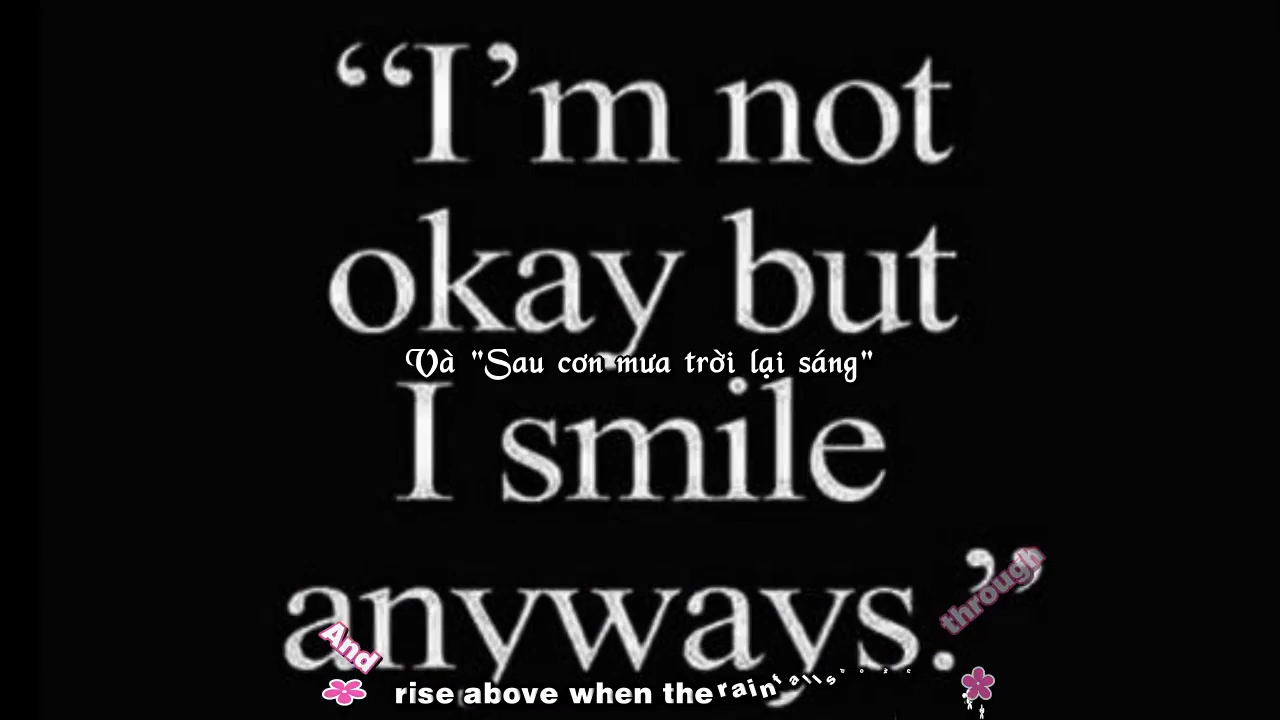 “I’m not
okay but
Và "Sau cơn mưa trời lại sáng"
I smile
anyways.”
And rise above when the rain falls through